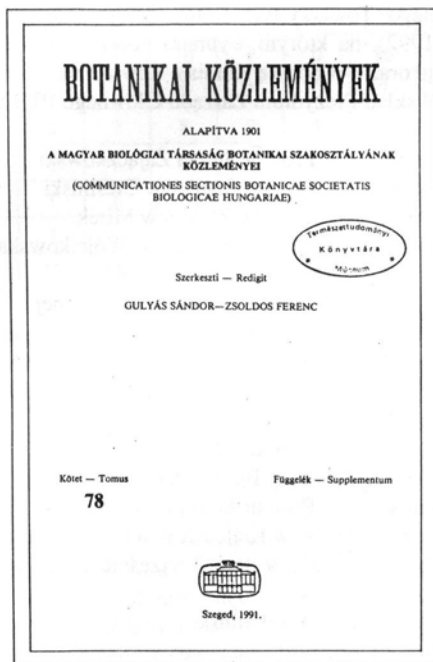 BOTANIKAI KÖZLEMÉNYEK
ALAPÍTVA 1901
A MAGYAR BIOLÓGIAI TÁRSASÁG BOTANIKAI SZAKOSZTÁLYÁNAK
KÖZLEMÉNYEI
(COMMUNICATIONES SECTIONIS BOTANICAE SOCIETATIS
BIOLOGICAE HUNGARIAE)
Természettudományi
Könyvtára
Múzeum
Szerkeszti — Redigit
GULYÁS SÁNDOR—ZSOLDOS FERENC
Kötet — Tomus
Függelék — Supplementum
78
Szeged, 1991.